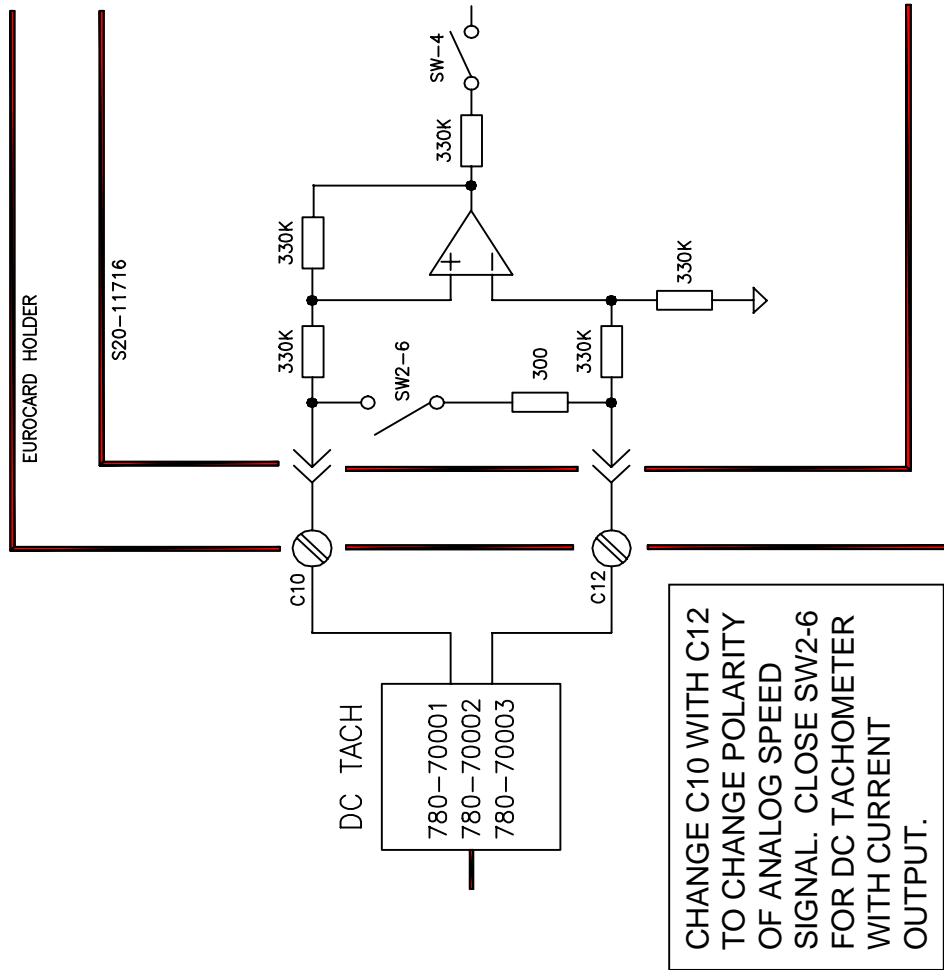 EUROCARD HOLDER
S20-11716
SW-4
330K
330K
330K
330K
SW2-6
300
330K
+
-
C10
C12
DC TACH
780-70001
780-70002
780-70003
CHANGE C10 WITH C12
TO CHANGE POLARITY
OF ANALOG SPEED
SIGNAL. CLOSE SW2-6
FOR DC TACHOMETER
WITH CURRENT
OUTPUT.